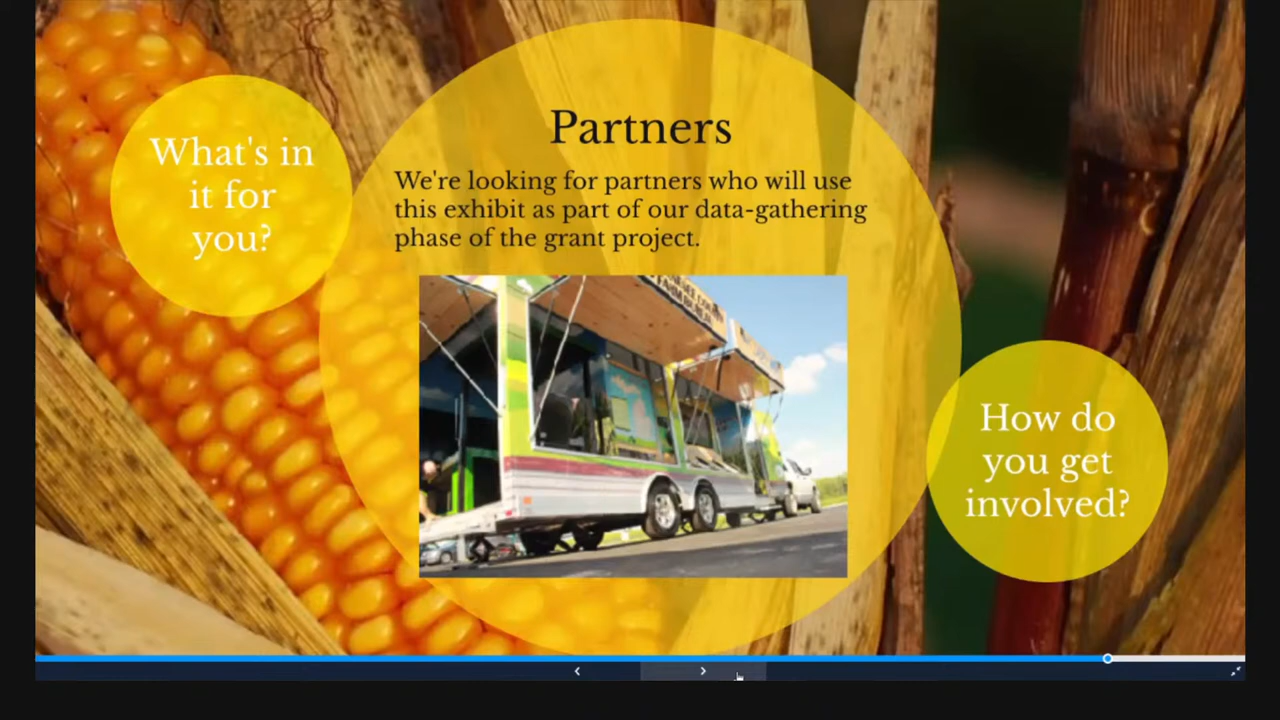 What's in
it for
you?
Partners
We're looking for partners who will use
this exhibit as part of our data-gathering
phase of the grant project.
How do
you get
involved?